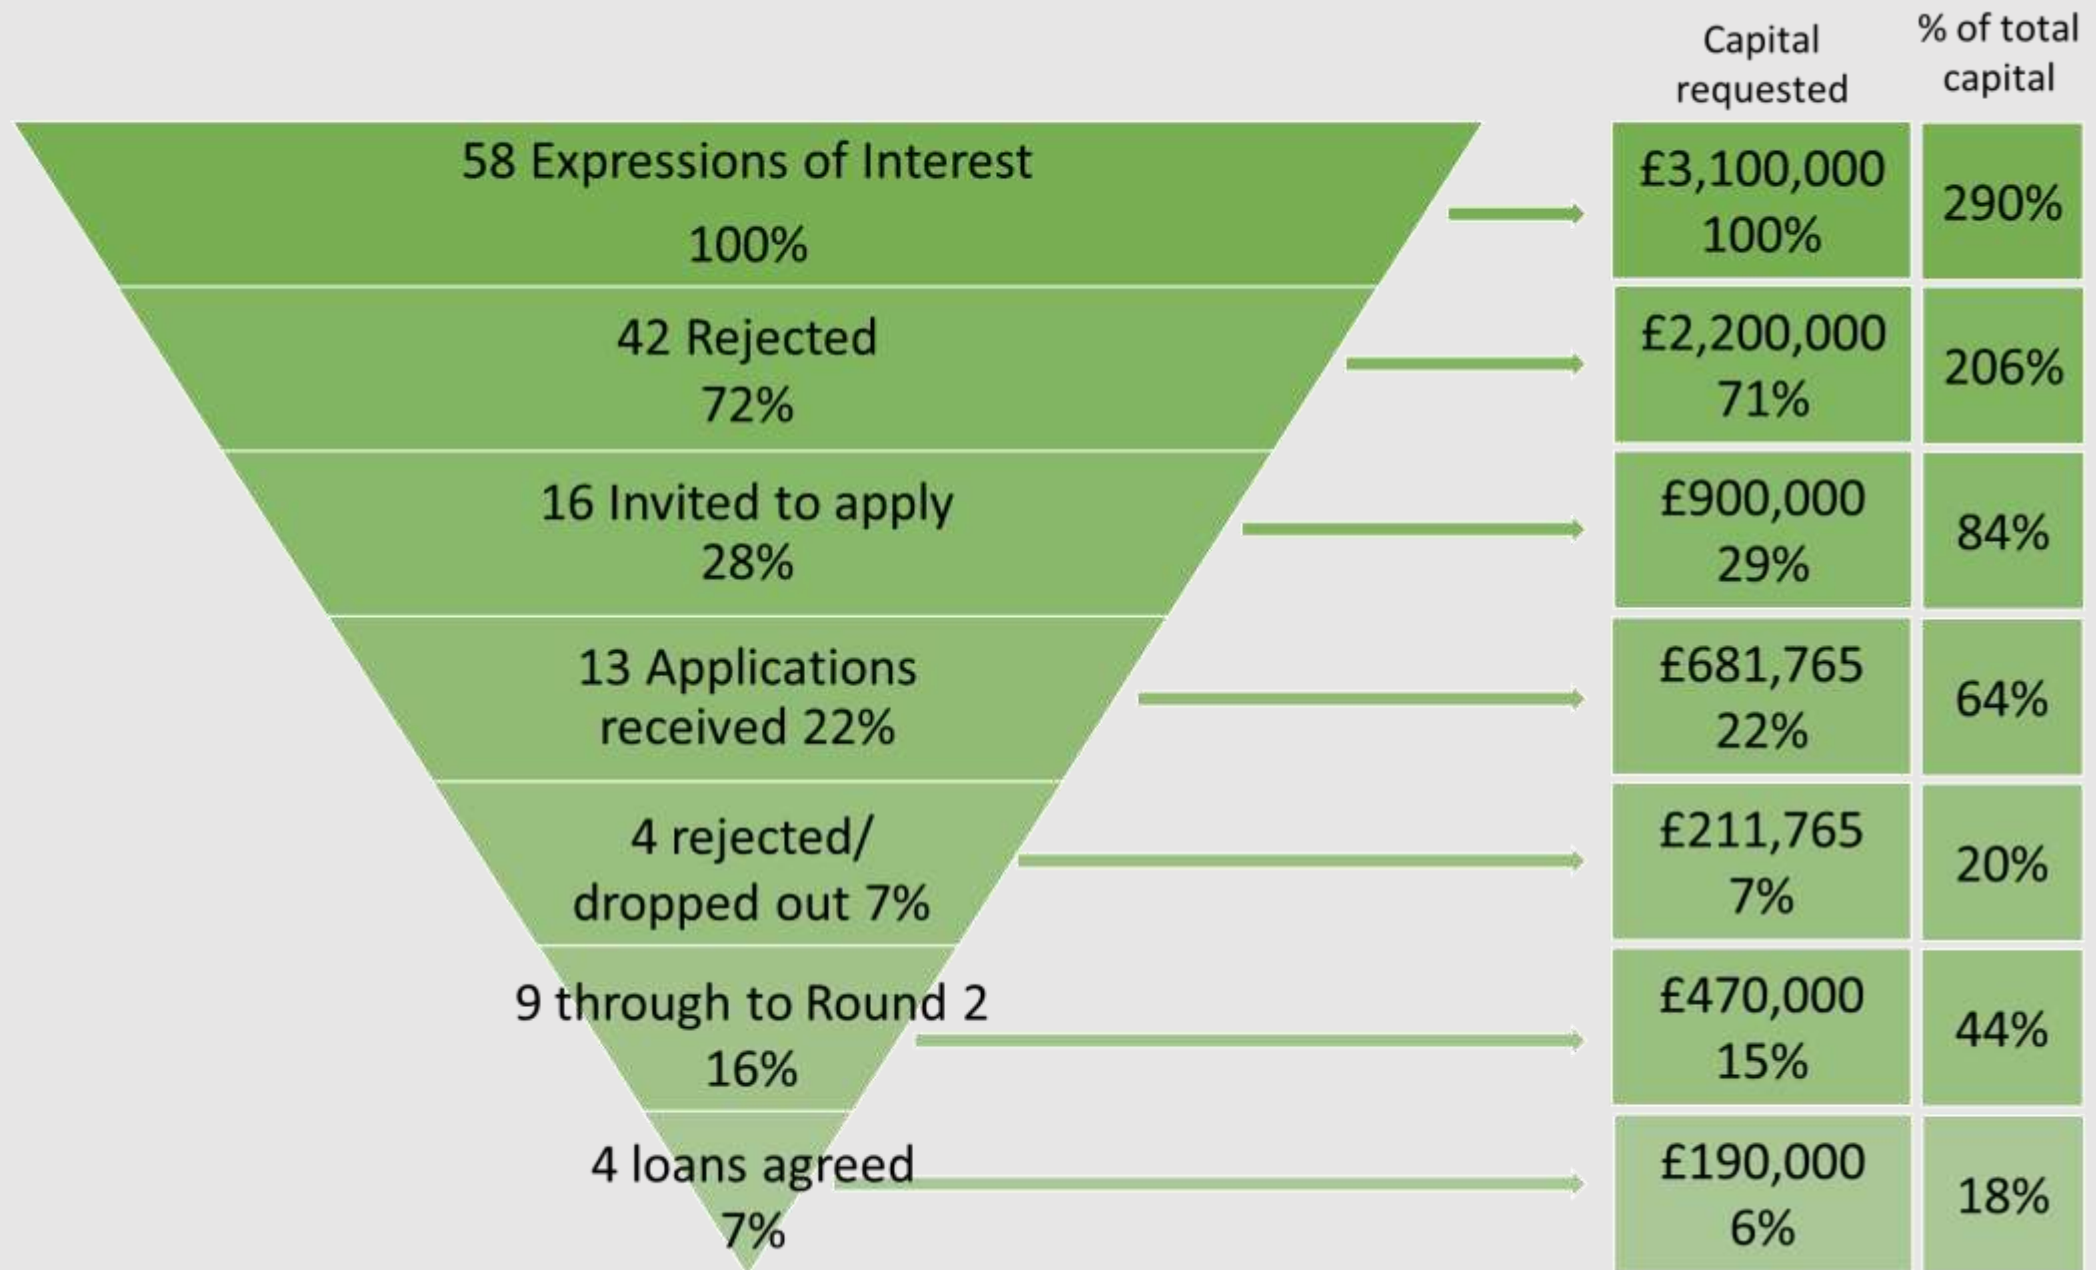 Capital
requested
% of total
capital
58 Expressions of Interest
100%
£3,100,000
100%
290%
42 Rejected
72%
£2,200,000
71%
206%
16 Invited to apply
28%
£900,000
29%
84%
13 Applications
received 22%
£681,765
22%
64%
4 rejected/
dropped out 7%
£211,765
7%
20%
9 through to Round 2
16%
£470,000
15%
44%
4 loans agreed
7%
£190,000
6%
18%